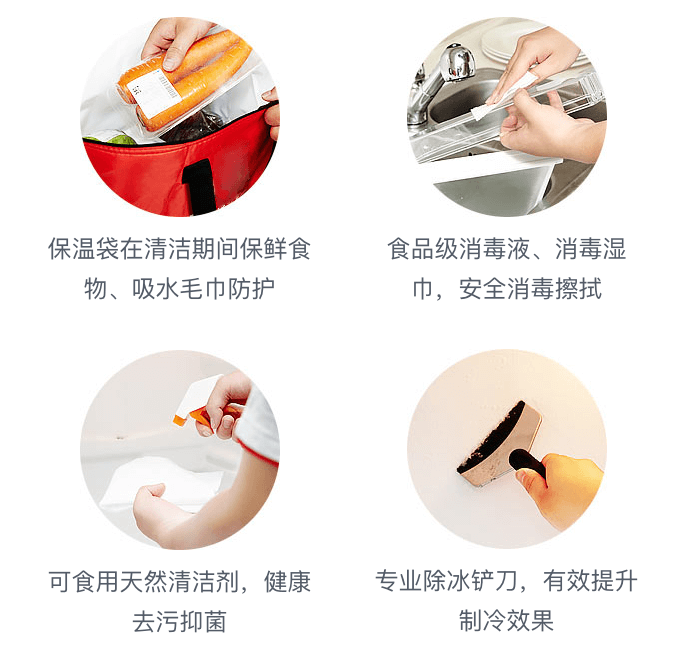 保温袋在清洁期间保鲜食
物、吸水毛巾防护
食品级消毒液、消毒湿
巾，安全消毒擦拭
可食用天然清洁剂，健康
去污抑菌
专业除冰铲刀，有效提升
制冷效果